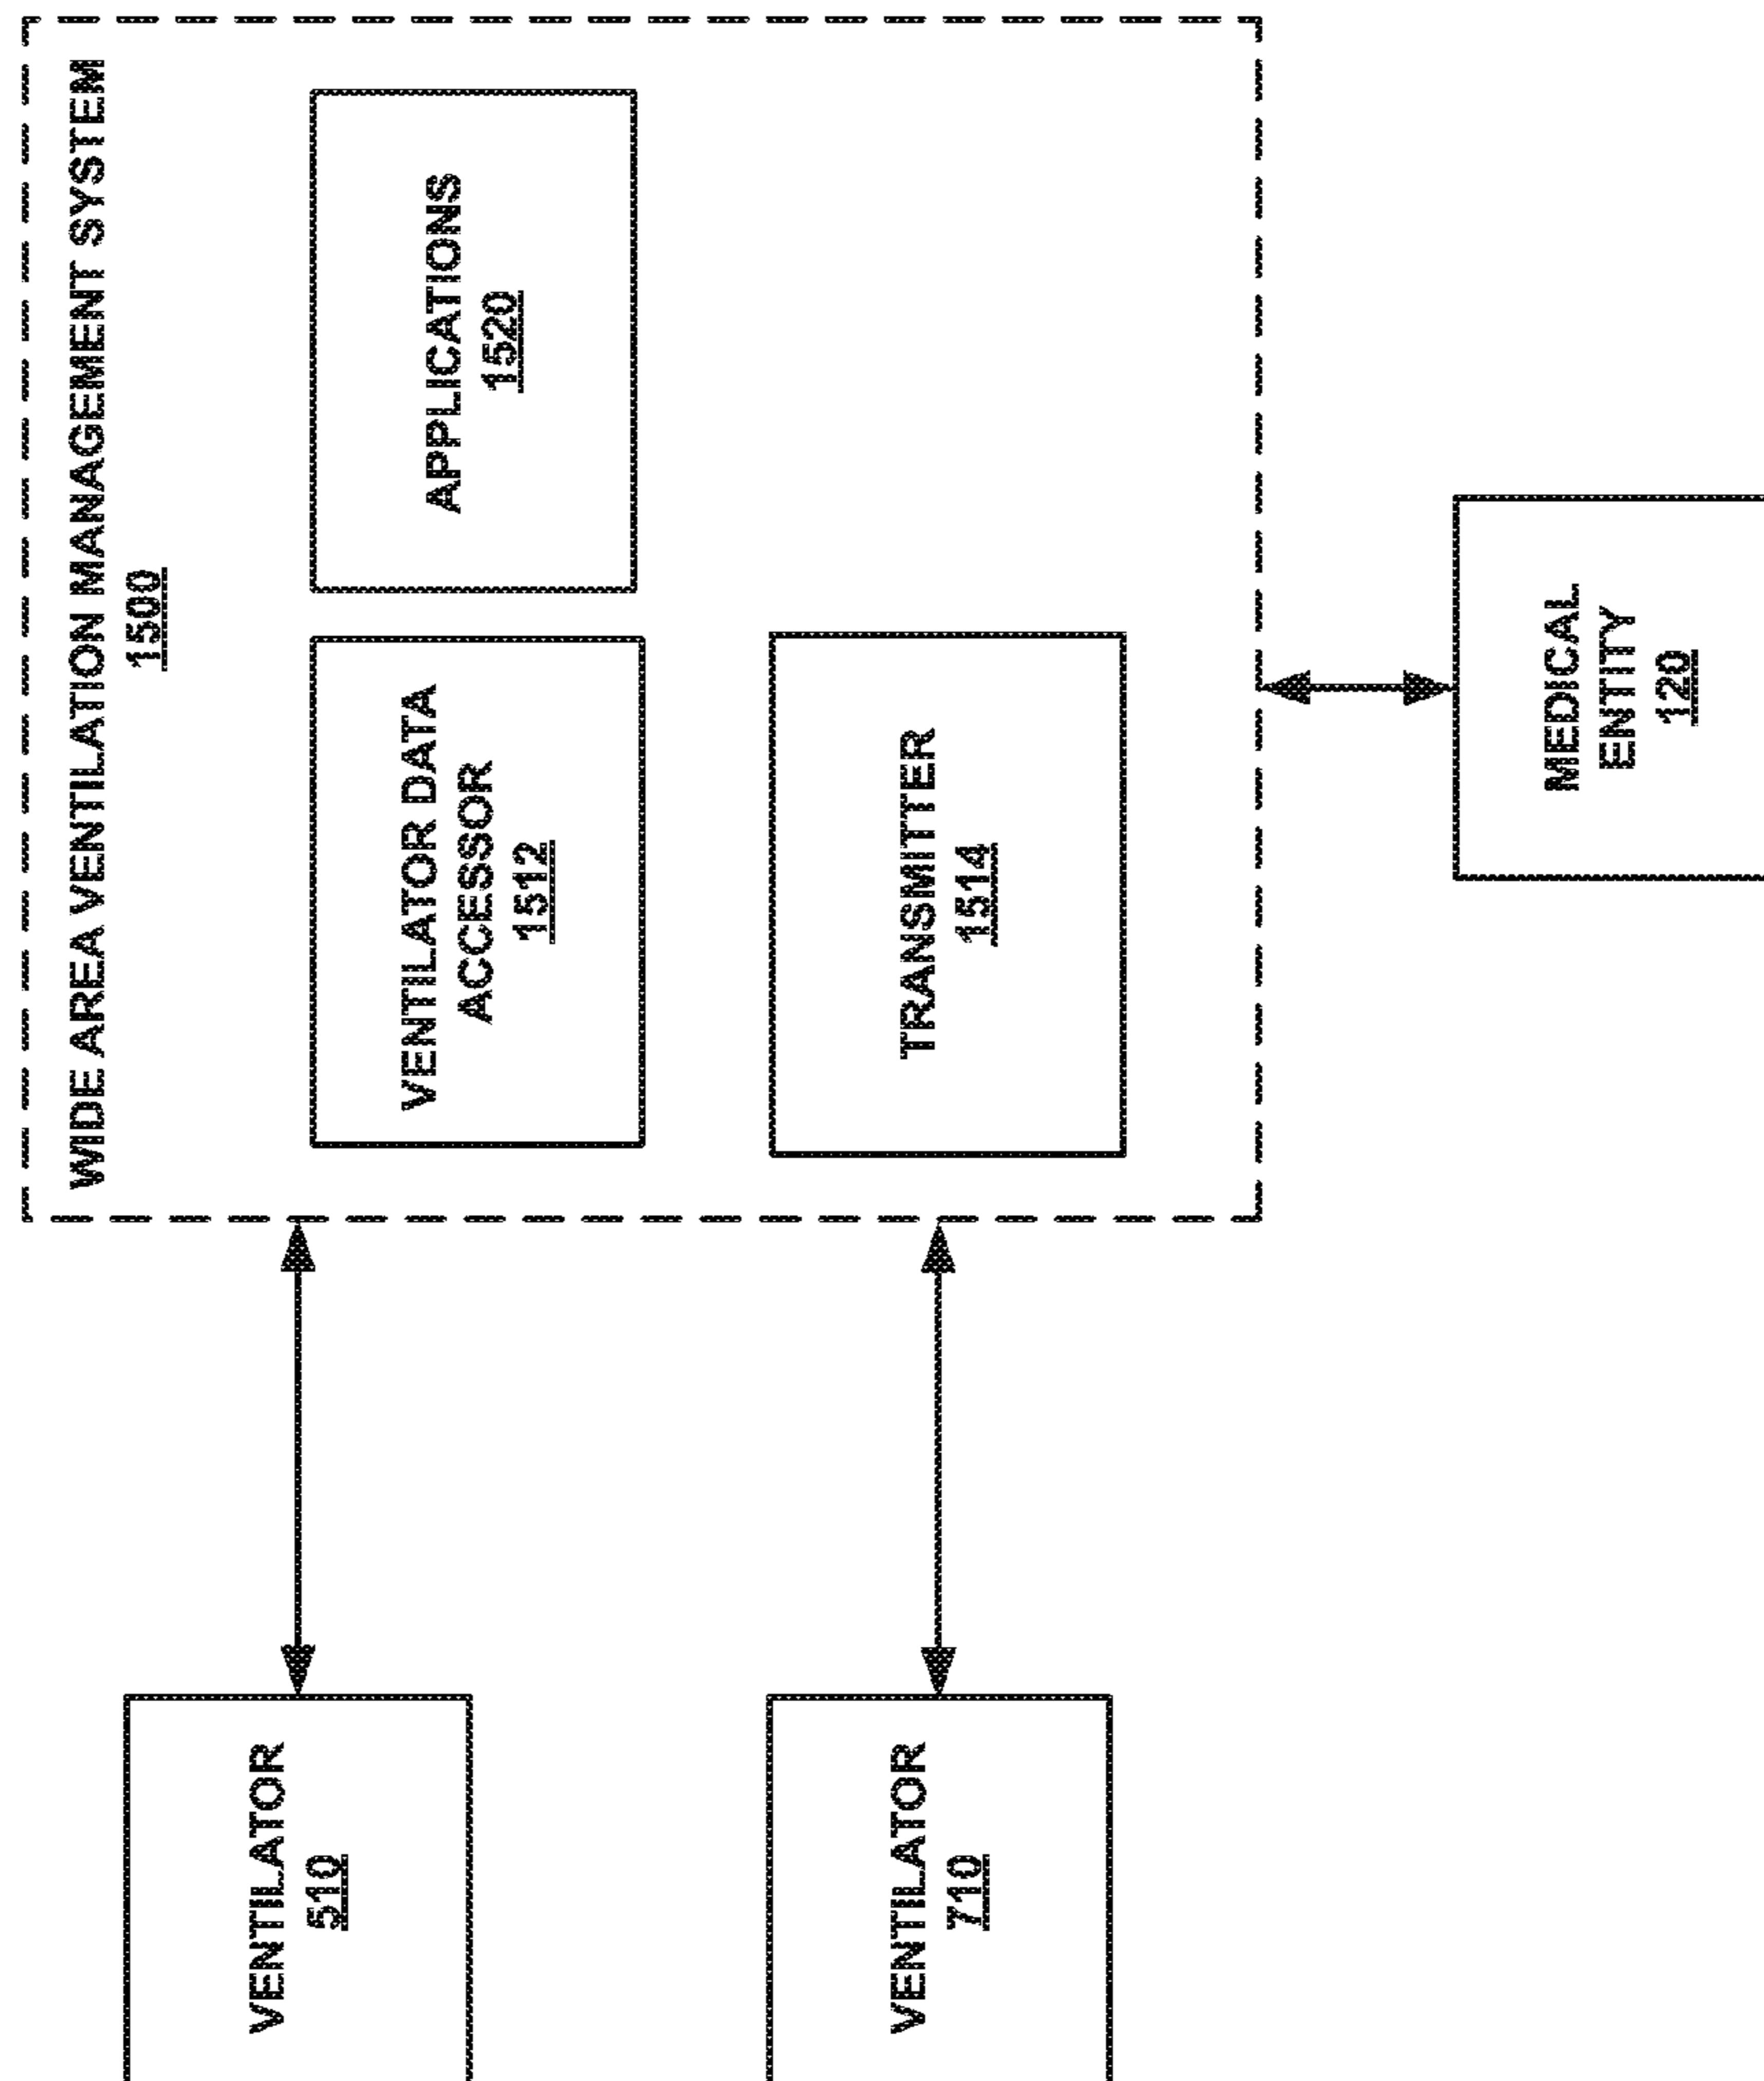 WIDE AREA VENTILATION MANAGEMENT SYSTEM
1500
VENTILATOR
510
VENTILATOR DATA
ACCESSOR
1512
APPLICATIONS
1520
VENTILATOR
710
TRANSMITTER
1514
MEDICAL
ENTITY
120